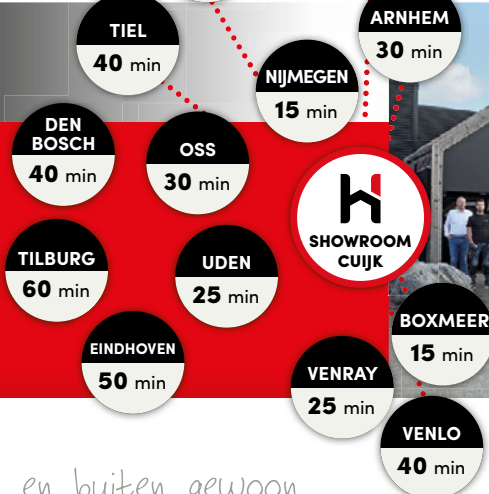 ARNHEM
30 min
TIEL
40 min
NIJMEGEN
15 min
DEN
BOSCH
40 min
OSS
30 min
SHOWROOM
CUIJK
TILBURG
60 min
UDEN
25 min
BOXMEER
15 min
EINDHOVEN
50 min
VENRAY
25 min
VENLO
40 min
en buiten gewoon